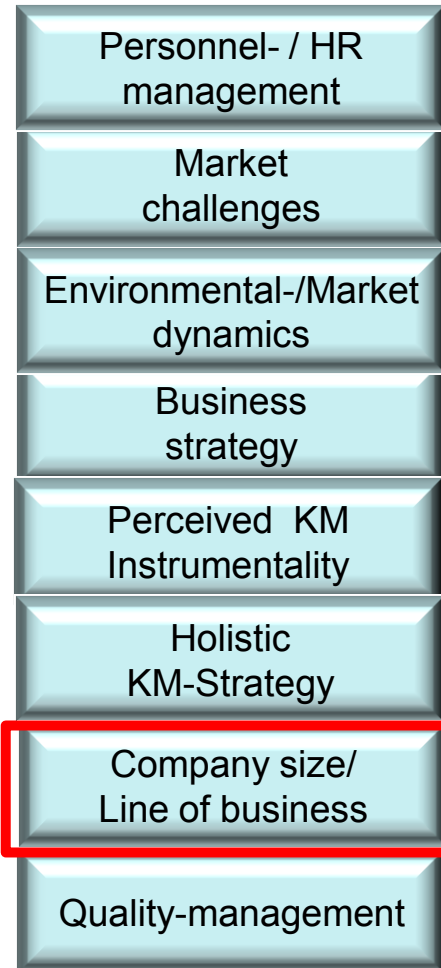 Personnel- / HR
management
Market
challenges
Environmental-/Market
dynamics
Business
strategy
Perceived KM
Instrumentality
Holistic
KM-Strategy
Company size/
Line of business
Quality-management